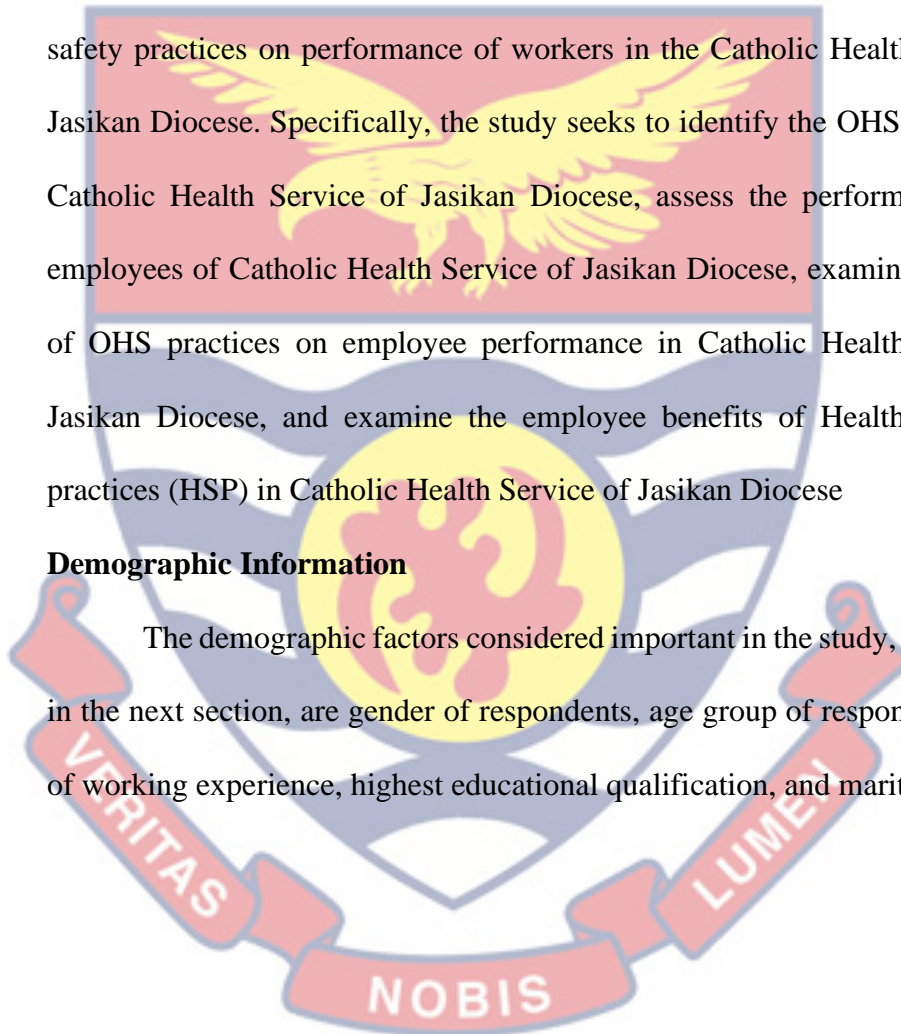 safety practices on performance of workers in the Catholic Health
Jasikan Diocese. Specifically, the study seeks to identify the OHS
Catholic Health Service of Jasikan Diocese, assess the perform
employees of Catholic Health Service of Jasikan Diocese, examin
of OHS practices on employee performance in Catholic Health
Jasikan Diocese, and examine the employee benefits of Health
practices (HSP) in Catholic Health Service of Jasikan Diocese
Demographic Information
The demographic factors considered important in the study,
in the next section, are gender of respondents, age group of respon
of working experience, highest educational qualification, and marit
VERITAS
NOBIS
LUMEN